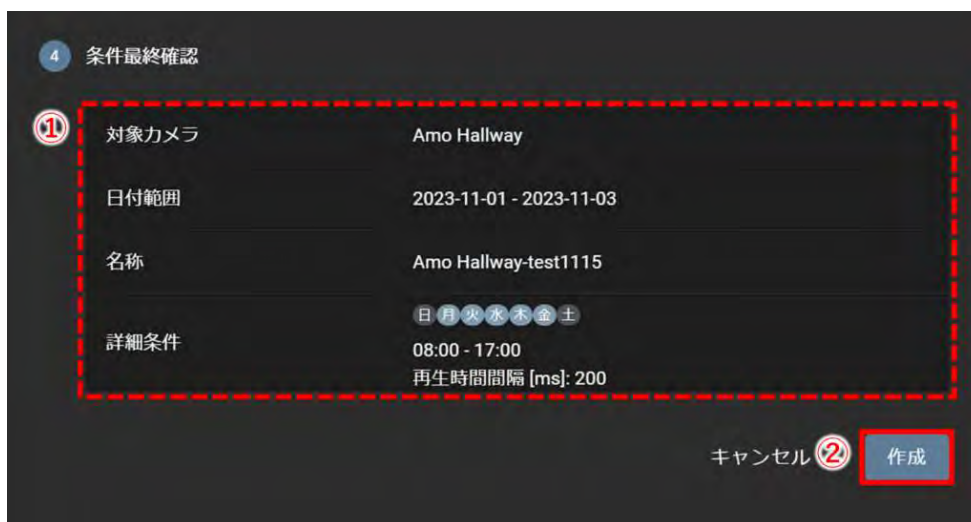 4 条件最終確認
①
対象カメラ Amo Hallway
日付範囲 2023-11-01 - 2023-11-03
名称 Amo Hallway-test1115
詳細条件
日 月 火 水 木 金 土
08:00 - 17:00
再生時間間隔 [ms]: 200
キャンセル ② 作成